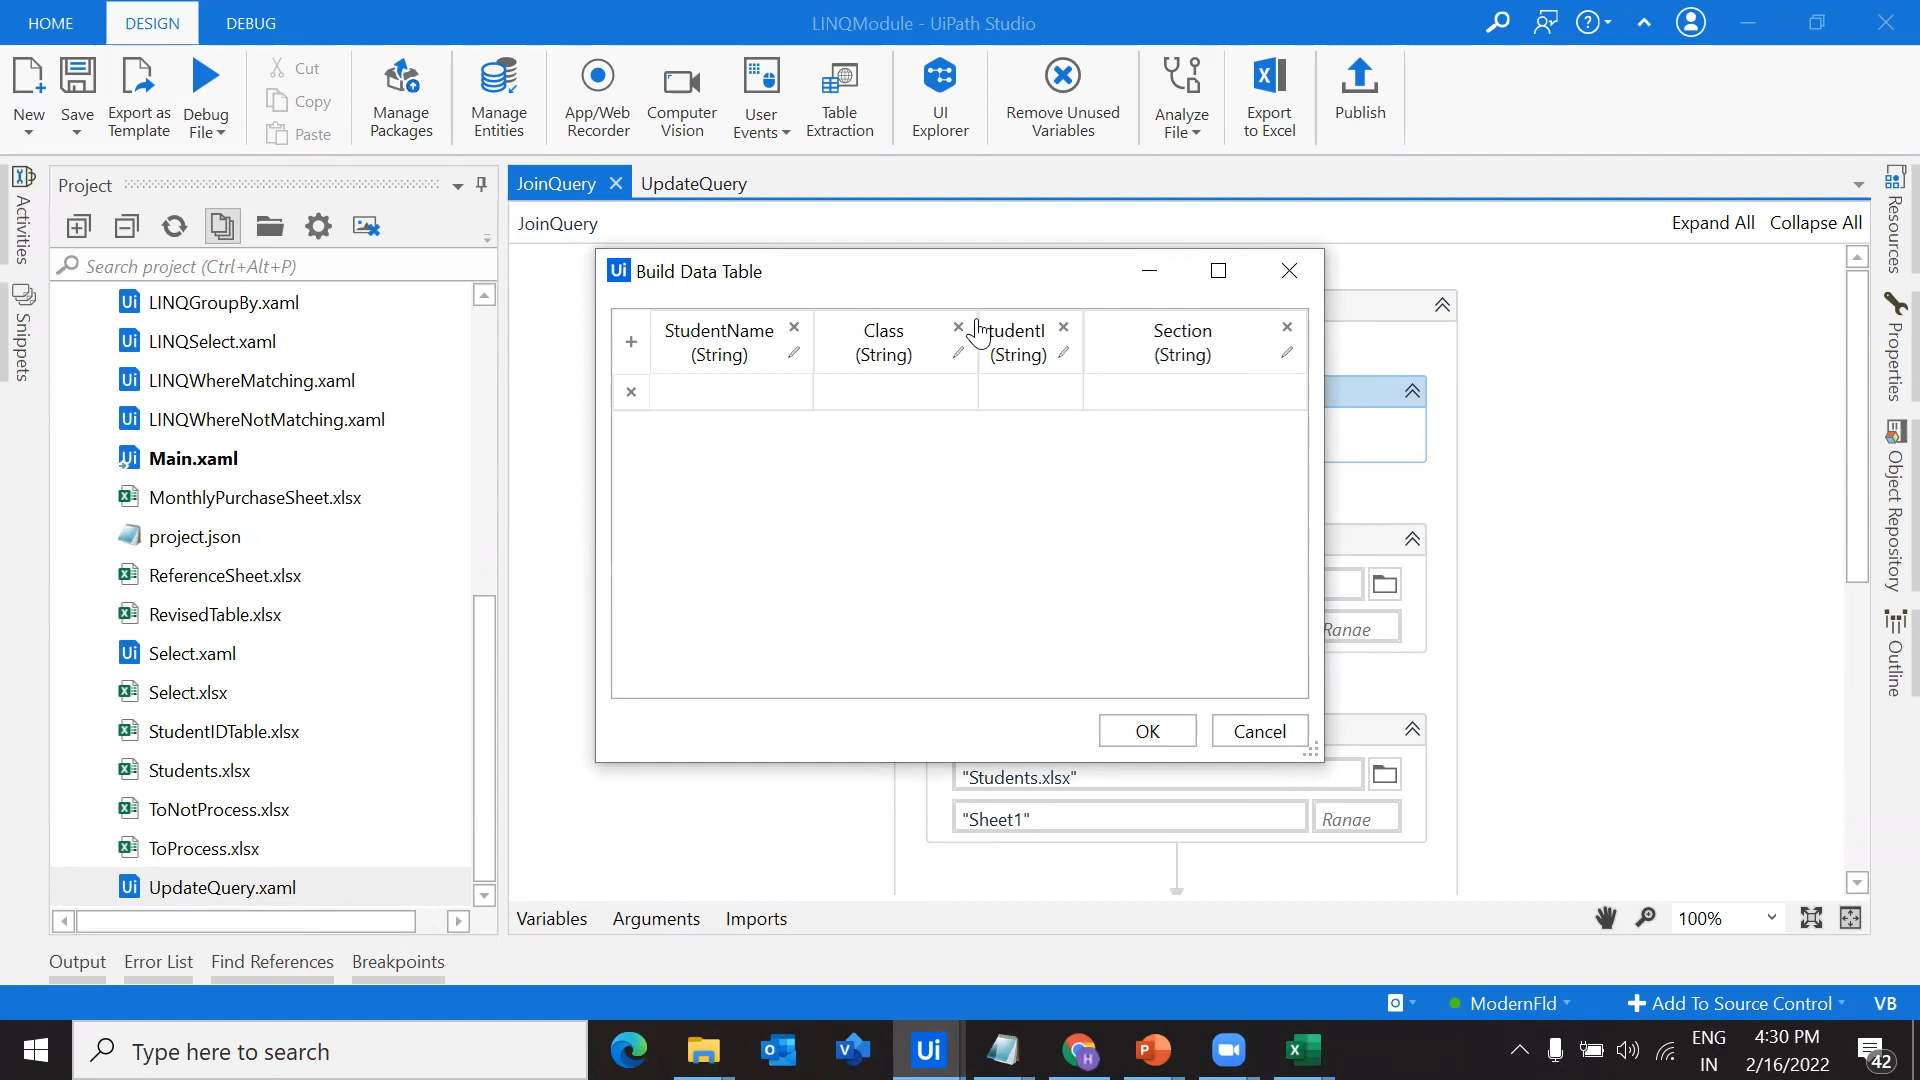 HOME DESIGN DEBUG LINQModule - UiPath Studio
New Save Export as Template Debug File Cut Copy Paste Manage Packages Manage Entities App/Web Recorder Computer Vision User Events Table Extraction UI Explorer Remove Unused Variables Analyze File Export to Excel Publish
Activities
Snippets
Project
Search project (Ctrl+Alt+P)
LINQGroupBy.xaml
LINQSelect.xaml
LINQWhereMatching.xaml
LINQWhereNotMatching.xaml
Main.xaml
MonthlyPurchaseSheet.xlsx
project.json
ReferenceSheet.xlsx
RevisedTable.xlsx
Select.xaml
Select.xlsx
StudentIDTable.xlsx
Students.xlsx
ToNotProcess.xlsx
ToProcess.xlsx
UpdateQuery.xaml
JoinQuery UpdateQuery
JoinQuery Expand All Collapse All
Ui Build Data Table
StudentName Class tudentI Section
(String) (String) (String) (String)
OK Cancel
Range
"Students.xlsx"
"Sheet1" Range
Resources
Properties
Object Repository
Outline
Variables Arguments Imports 100%
Output Error List Find References Breakpoints
ModernFld Add To Source Control VB
Type here to search
ENG 4:30 PM
IN 2/16/2022 42